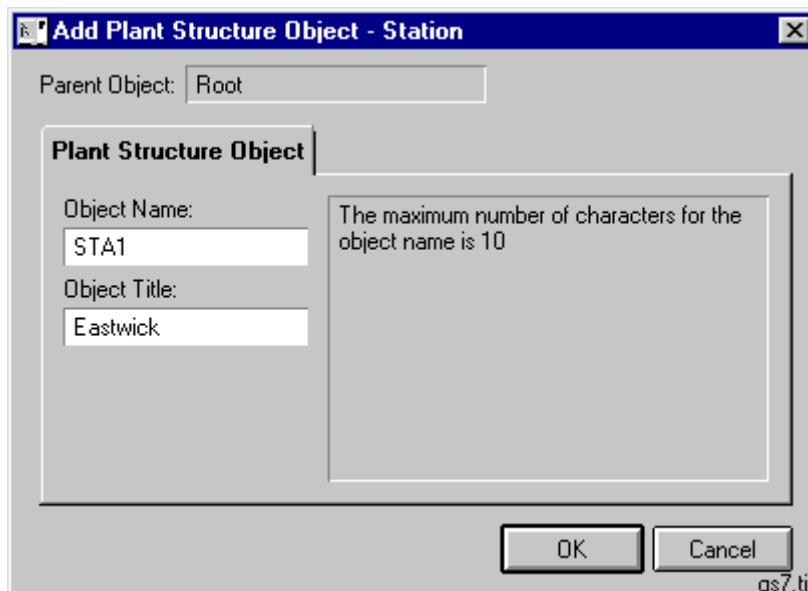 Add Plant Structure Object - Station
Parent Object: Root
Plant Structure Object
Object Name:
STA1
Object Title:
Eastwick
The maximum number of characters for the
object name is 10
OK Cancel